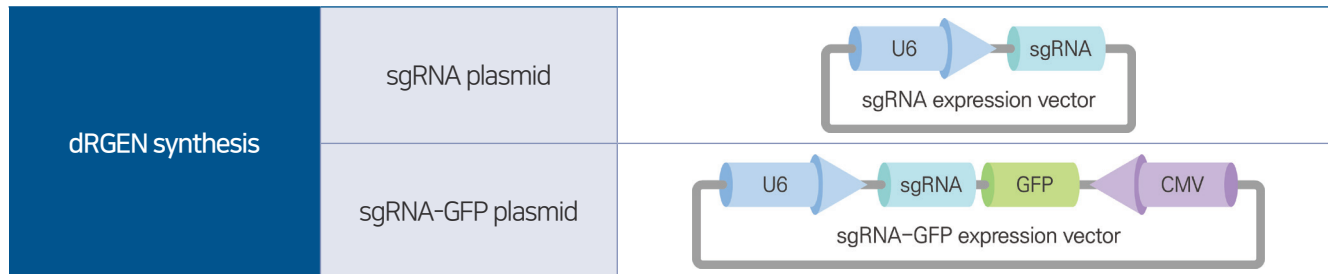 dRGEN synthesis
sgRNA plasmid
U6
sgRNA
sgRNA expression vector
sgRNA-GFP plasmid
U6
sgRNA
GFP
CMV
sgRNA-GFP expression vector